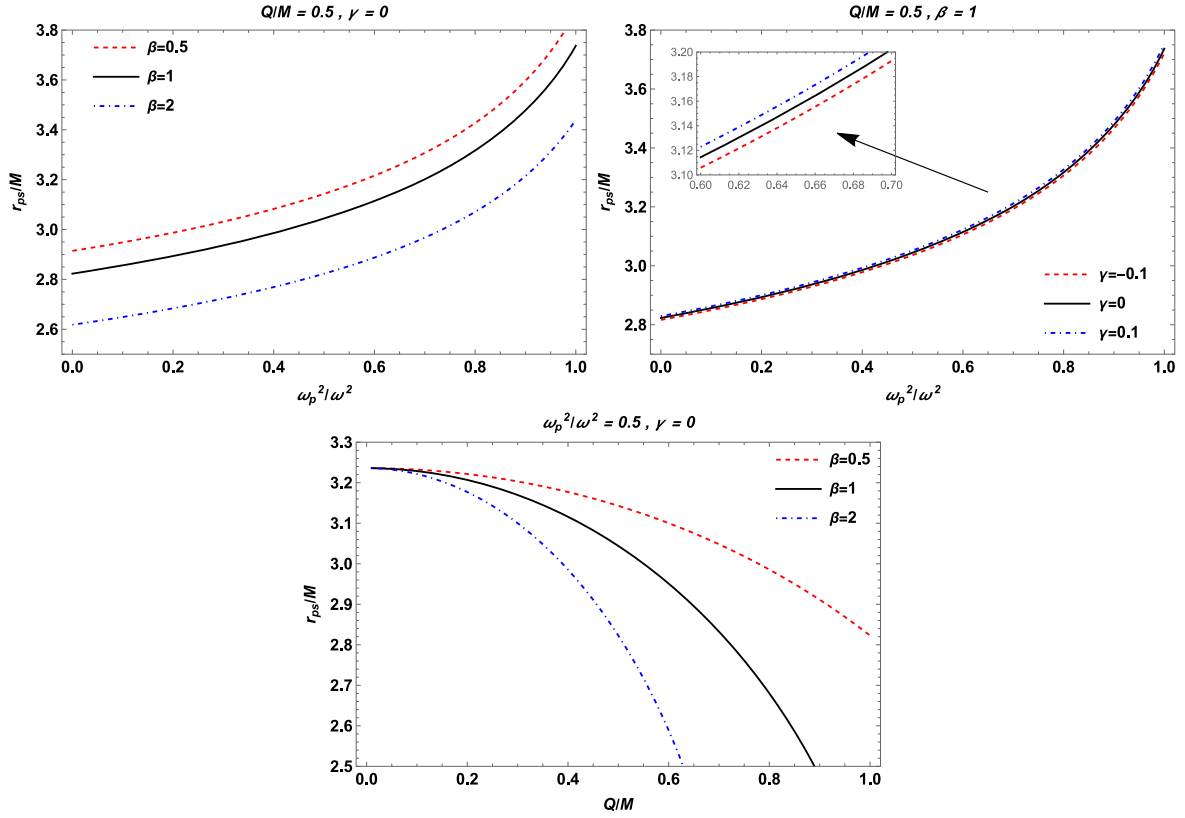 Q/M = 0.5 , γ = 0
β=0.5
β=1
β=2
3.8
3.6
3.4
3.2
3.0
2.8
2.6
r_ps/M
0.0 0.2 0.4 0.6 0.8 1.0
ω_p²/ω²
Q/M = 0.5 , β = 1
3.20
3.18
3.16
3.14
3.12
3.10
0.60 0.62 0.64 0.66 0.68 0.70
3.8
3.6
3.4
3.2
3.0
2.8
r_ps/M
γ=-0.1
γ=0
γ=0.1
0.0 0.2 0.4 0.6 0.8 1.0
ω_p²/ω²
ω_p²/ω² = 0.5 , γ = 0
β=0.5
β=1
β=2
3.3
3.2
3.1
3.0
2.9
2.8
2.7
2.6
2.5
r_ps/M
0.0 0.2 0.4 0.6 0.8 1.0
Q/M